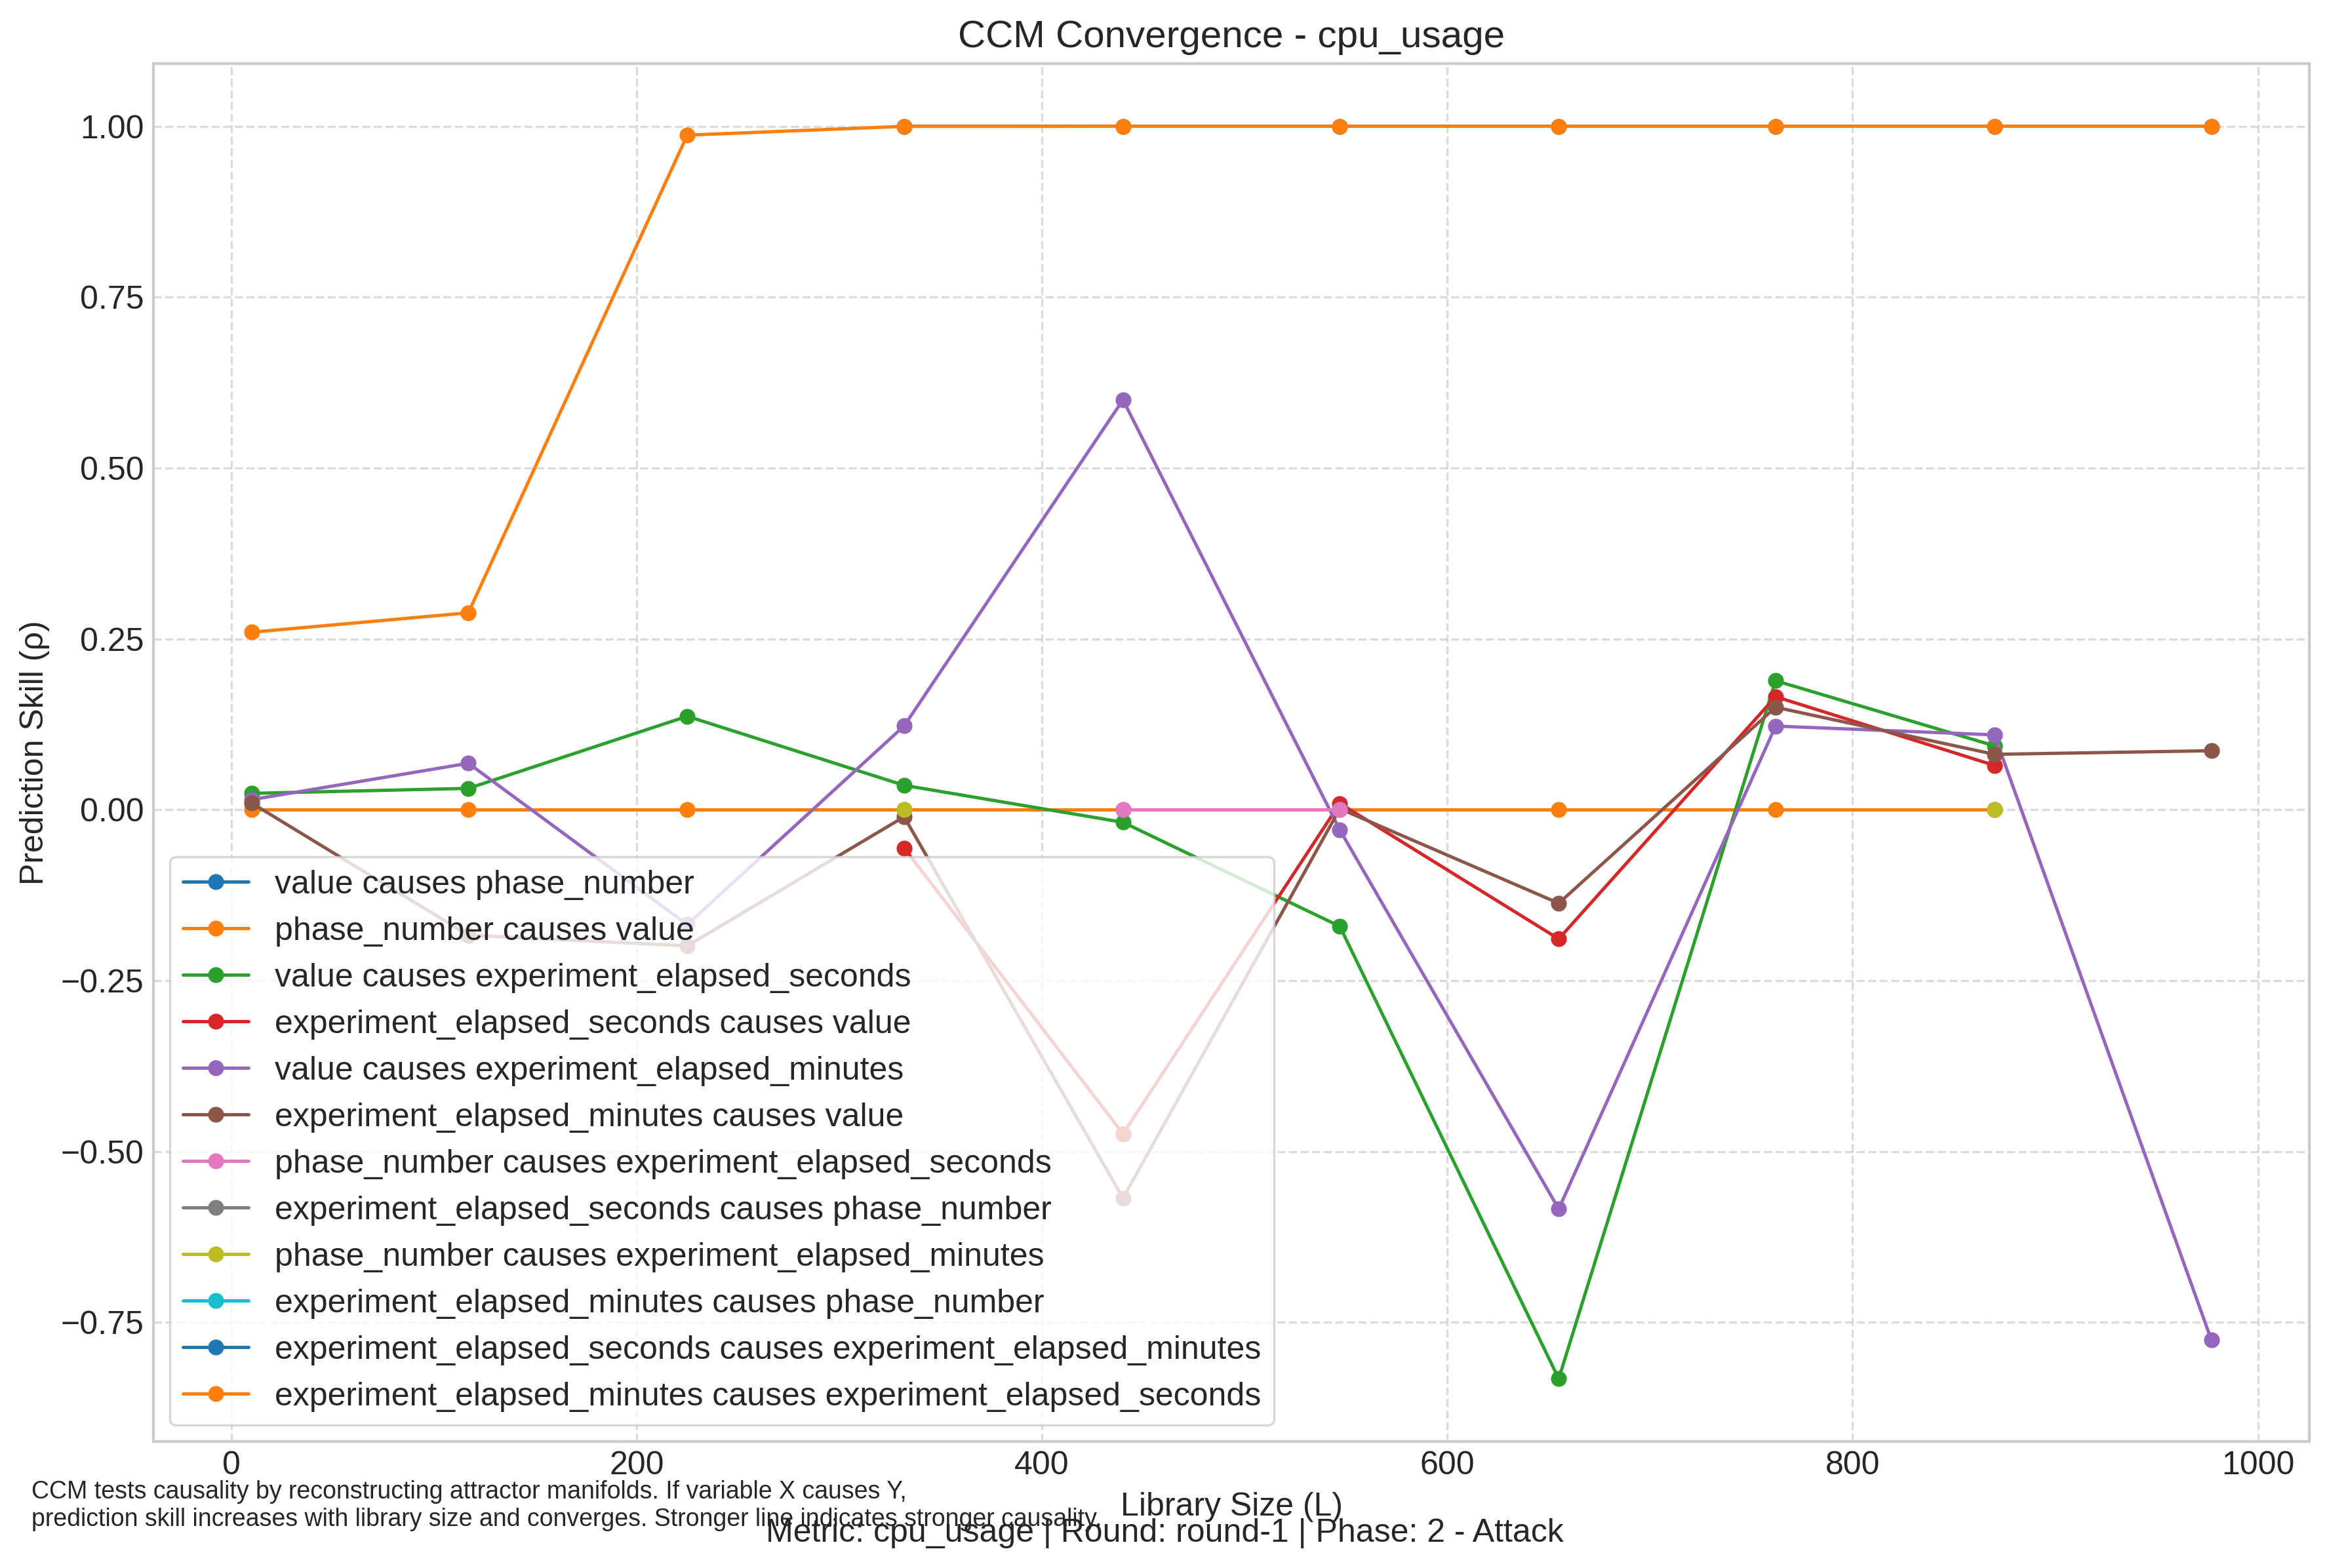 CCM Convergence - cpu_usage
Prediction Skill (ρ)
1.00
0.75
0.50
0.25
0.00
−0.25
−0.50
−0.75
value causes phase_number
phase_number causes value
value causes experiment_elapsed_seconds
experiment_elapsed_seconds causes value
value causes experiment_elapsed_minutes
experiment_elapsed_minutes causes value
phase_number causes experiment_elapsed_seconds
experiment_elapsed_seconds causes phase_number
phase_number causes experiment_elapsed_minutes
experiment_elapsed_minutes causes phase_number
experiment_elapsed_seconds causes experiment_elapsed_minutes
experiment_elapsed_minutes causes experiment_elapsed_seconds
0 200 400 600 800 1000
Library Size (L)
CCM tests causality by reconstructing attractor manifolds. If variable X causes Y,
prediction skill increases with library size and converges. Stronger line indicates stronger causality.
Metric: cpu_usage | Round: round-1 | Phase: 2 - Attack